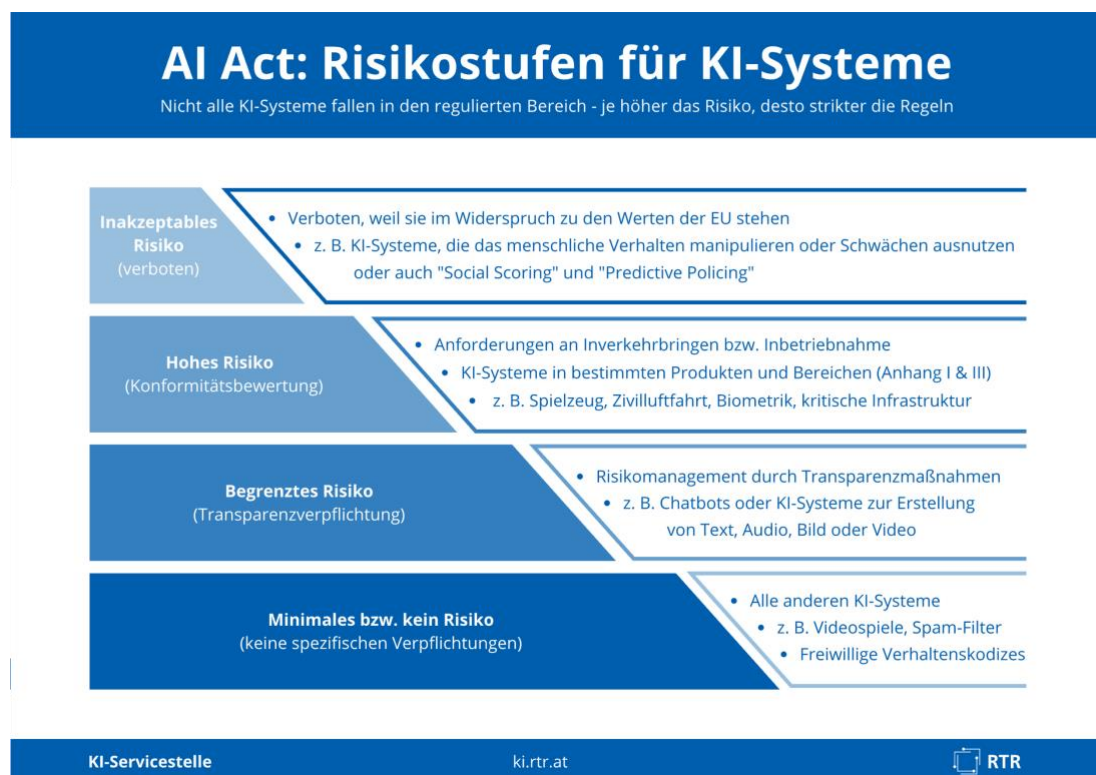 AI Act: Risikostufen für KI-Systeme
Nicht alle KI-Systeme fallen in den regulierten Bereich - je höher das Risiko, desto strikter die Regeln
Inakzeptables
Risiko
(verboten)
• Verboten, weil sie im Widerspruch zu den Werten der EU stehen
• z. B. KI-Systeme, die das menschliche Verhalten manipulieren oder Schwächen ausnutzen
oder auch "Social Scoring" und "Predictive Policing"
Hohes Risiko
(Konformitätsbewertung)
• Anforderungen an Inverkehrbringen bzw. Inbetriebnahme
• KI-Systeme in bestimmten Produkten und Bereichen (Anhang I & III)
• z. B. Spielzeug, Zivilluftfahrt, Biometrik, kritische Infrastruktur
Begrenztes Risiko
(Transparenzverpflichtung)
• Risikomanagement durch Transparenzmaßnahmen
• z. B. Chatbots oder KI-Systeme zur Erstellung
von Text, Audio, Bild oder Video
Minimales bzw. kein Risiko
(keine spezifischen Verpflichtungen)
• Alle anderen KI-Systeme
• z. B. Videospiele, Spam-Filter
• Freiwillige Verhaltenskodizes
KI-Servicestelle
ki.rtr.at
RTR